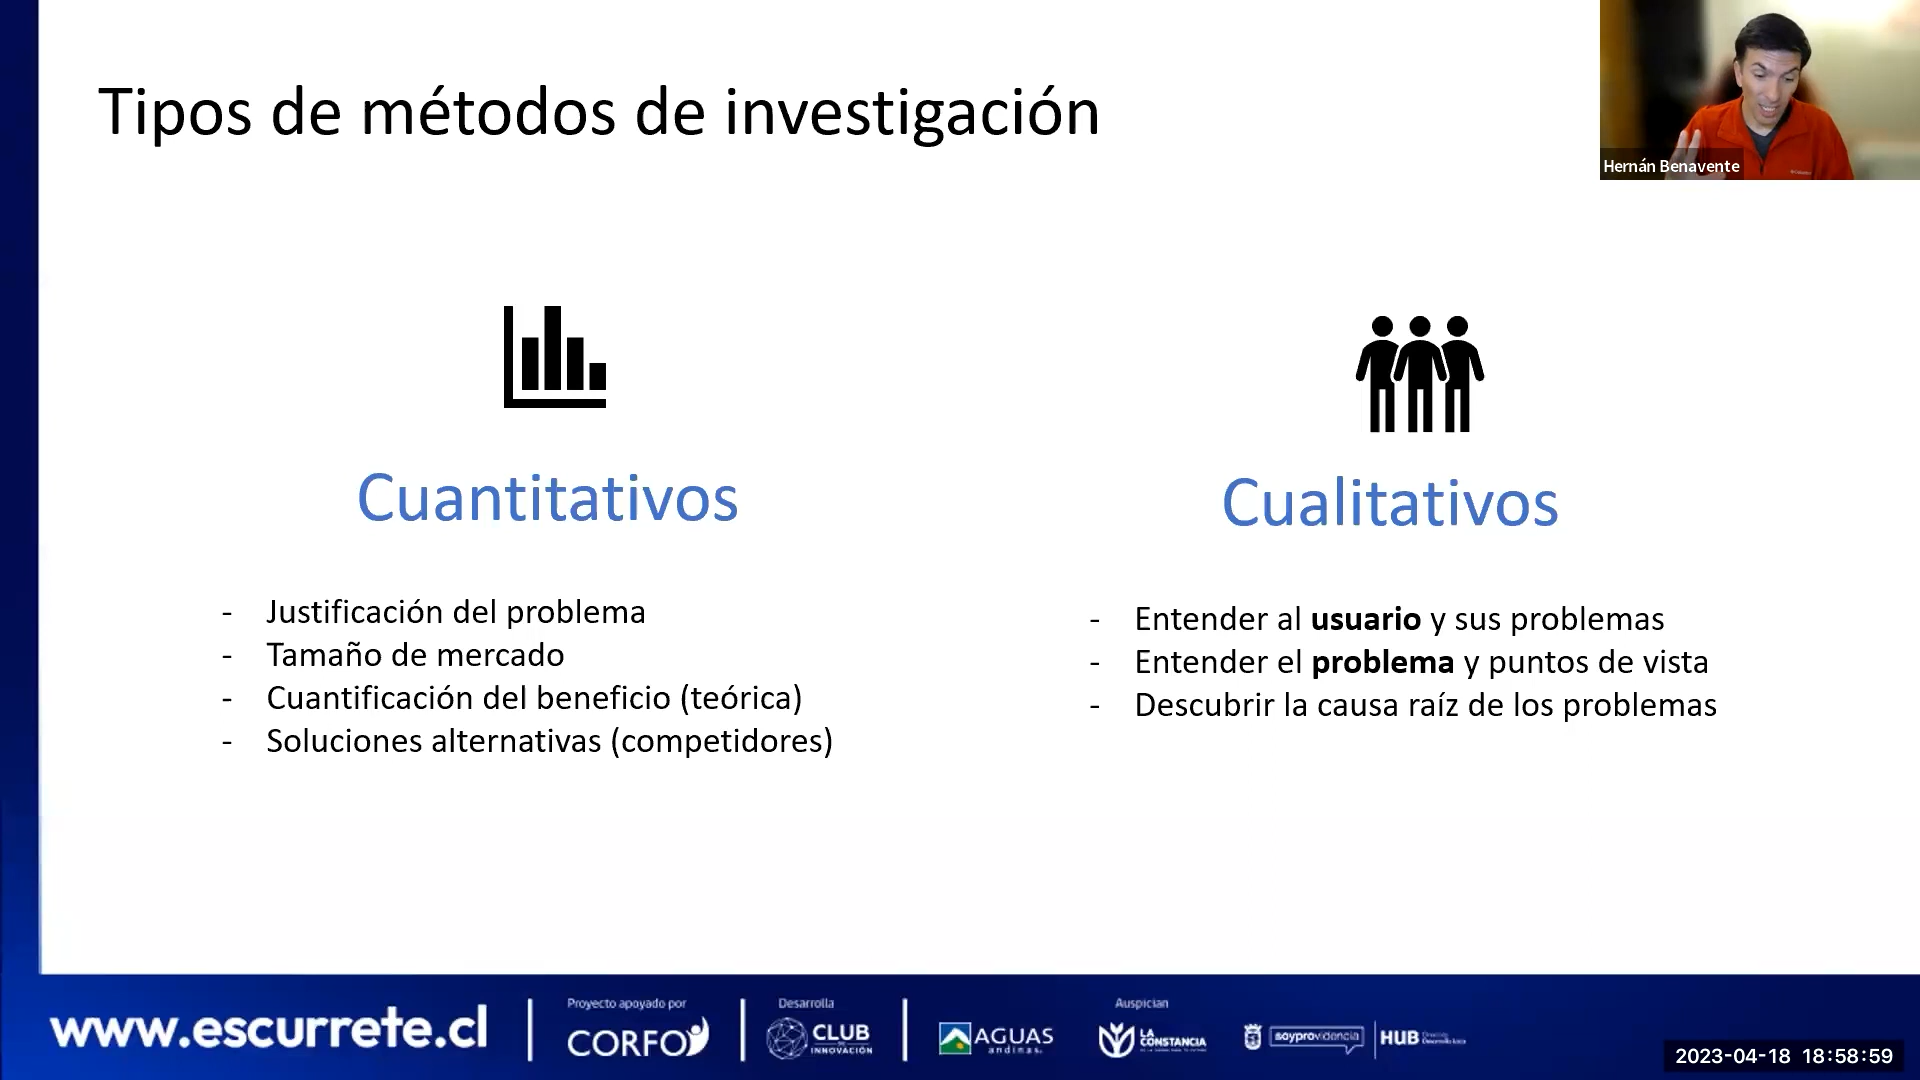 Tipos de métodos de investigación
Hernán Benavente
Cuantitativos
- Justificación del problema
- Tamaño de mercado
- Cuantificación del beneficio (teórica)
- Soluciones alternativas (competidores)
Cualitativos
- Entender al usuario y sus problemas
- Entender el problema y puntos de vista
- Descubrir la causa raíz de los problemas
www.escurrete.cl
Proyecto apoyado por
CORFO
Desarrolla
CLUB
INNOVACIÓN
AGUAS
andinas
Auspician
LA
CONSTANCIA
soyprovidencia
HUB
2023-04-18 18:58:59